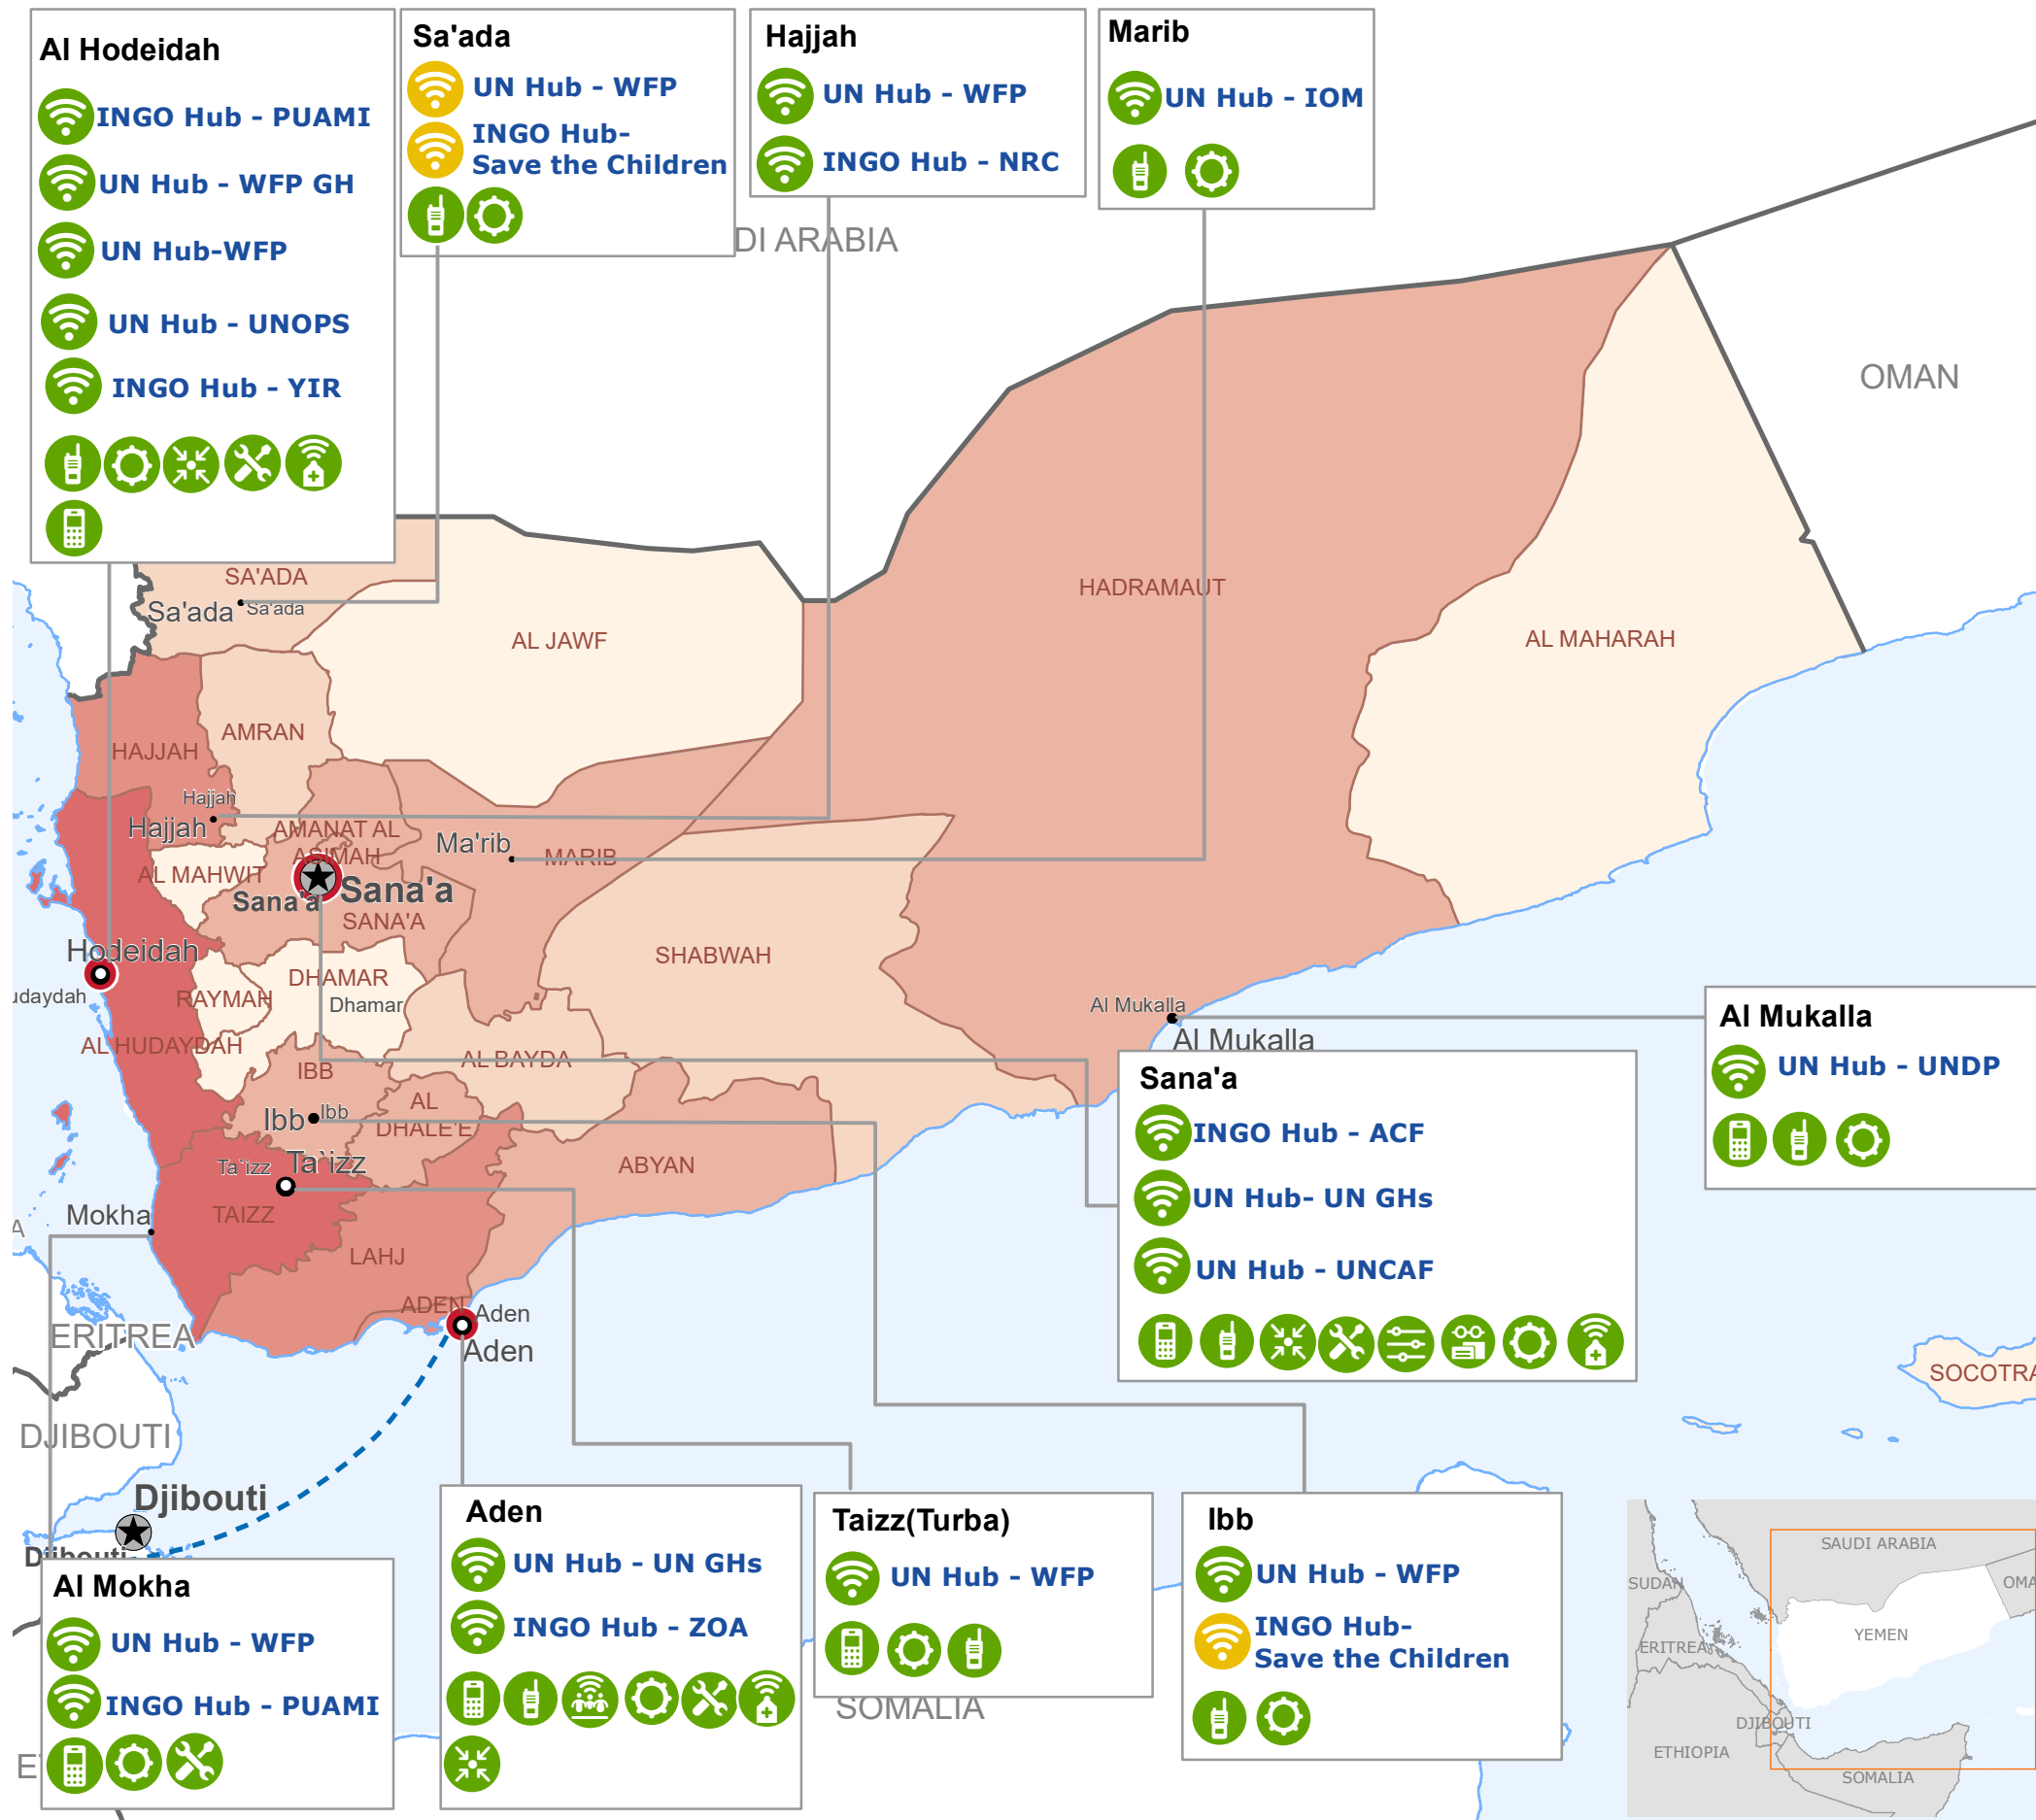 Al Hodeidah
INGO Hub - PUAMI
UN Hub - WFP GH
UN Hub-WFP
UN Hub - UNOPS
INGO Hub - YIR
Sa'ada
UN Hub - WFP
INGO Hub-
Save the Children
Hajjah
UN Hub - WFP
INGO Hub - NRC
Marib
UN Hub - IOM
DI ARABIA
OMAN
SA'ADA
Sa'ada
Sa'ada
AL JAWF
HADRAMAUT
AL MAHARAH
AMRAN
HAJJAH
Hajjah
Hajjah
AMANAT AL
ASIMAH
Ma'rib
MARIB
AL MAHWIT
Sana'a
Sana'a
SANA'A
Hodeidah
udaydah
SHABWAH
DHAMAR
Dhamar
RAYMAH
AL HUDAYDAH
Al Mukalla
Al Mukalla
IBB
AL BAYDA
Ibb
Ibb
AL
DHALE'E
Ta`izz
Ta`izz
ABYAN
Mokha
TAIZZ
LAHJ
ADEN
Aden
Aden
A
ERITREA
DJIBOUTI
Djibouti
Djibouti
SOCOTRA
SOMALIA
E
Al Mukalla
UN Hub - UNDP
Sana'a
INGO Hub - ACF
UN Hub- UN GHs
UN Hub - UNCAF
Al Mokha
UN Hub - WFP
INGO Hub - PUAMI
Aden
UN Hub - UN GHs
INGO Hub - ZOA
Taizz(Turba)
UN Hub - WFP
Ibb
UN Hub - WFP
INGO Hub-
Save the Children
SAUDI ARABIA
SUDAN
OMA
ERITREA
YEMEN
DJIBOUTI
ETHIOPIA
SOMALIA